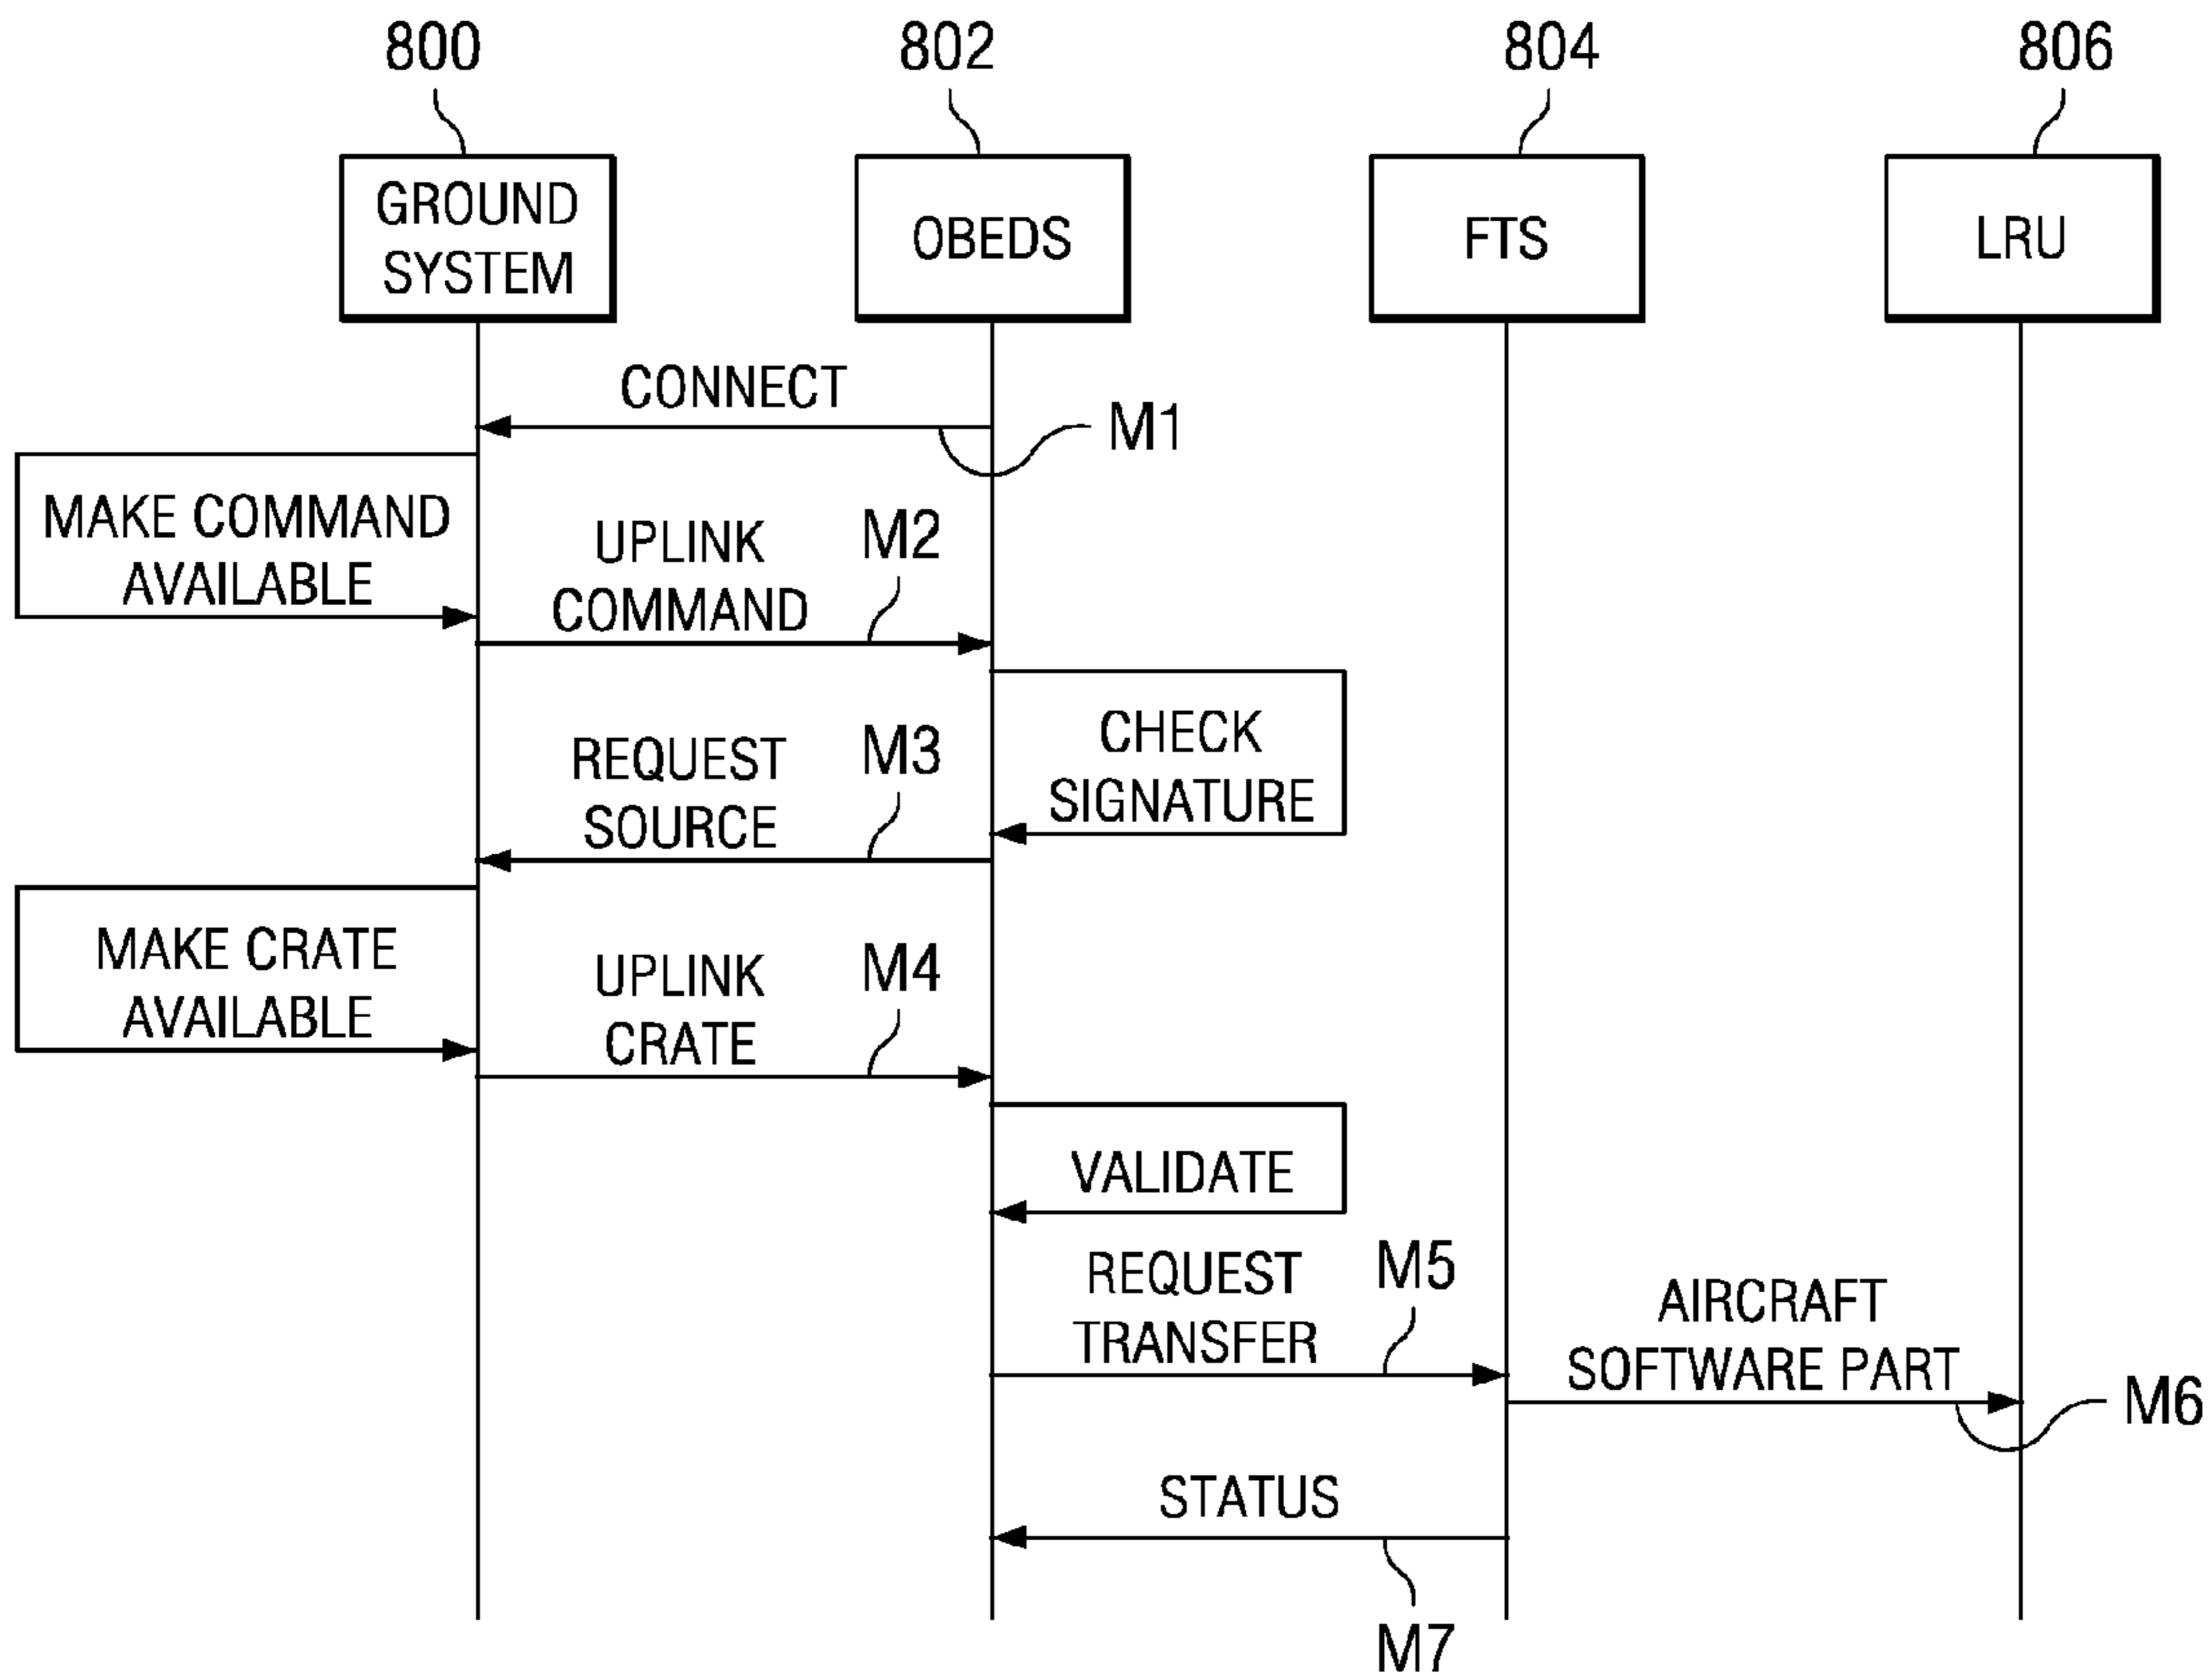 800
802
804
806
GROUND
SYSTEM
OBEDS
FTS
LRU
CONNECT
M1
MAKE COMMAND
AVAILABLE
UPLINK
COMMAND
M2
CHECK
SIGNATURE
REQUEST
SOURCE
M3
MAKE CRATE
AVAILABLE
UPLINK
CRATE
M4
VALIDATE
REQUEST
TRANSFER
M5
AIRCRAFT
SOFTWARE PART
M6
STATUS
M7